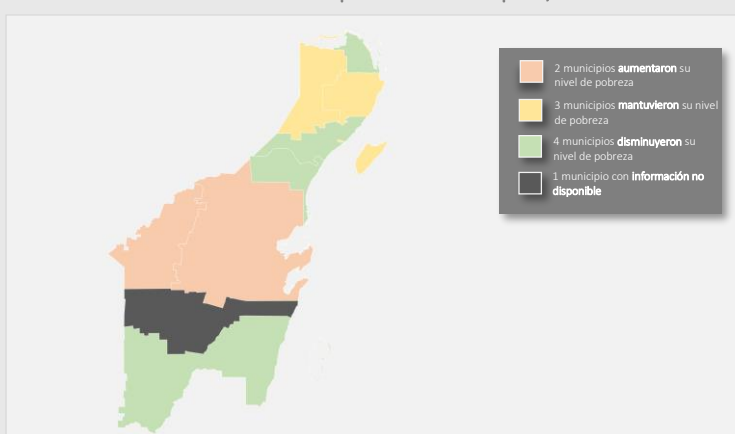 2 municipios aumentaron su
nivel de pobreza
3 municipios mantuvieron su nivel
de pobreza
4 municipios disminuyeron su
nivel de pobreza
1 municipio con información no
disponible